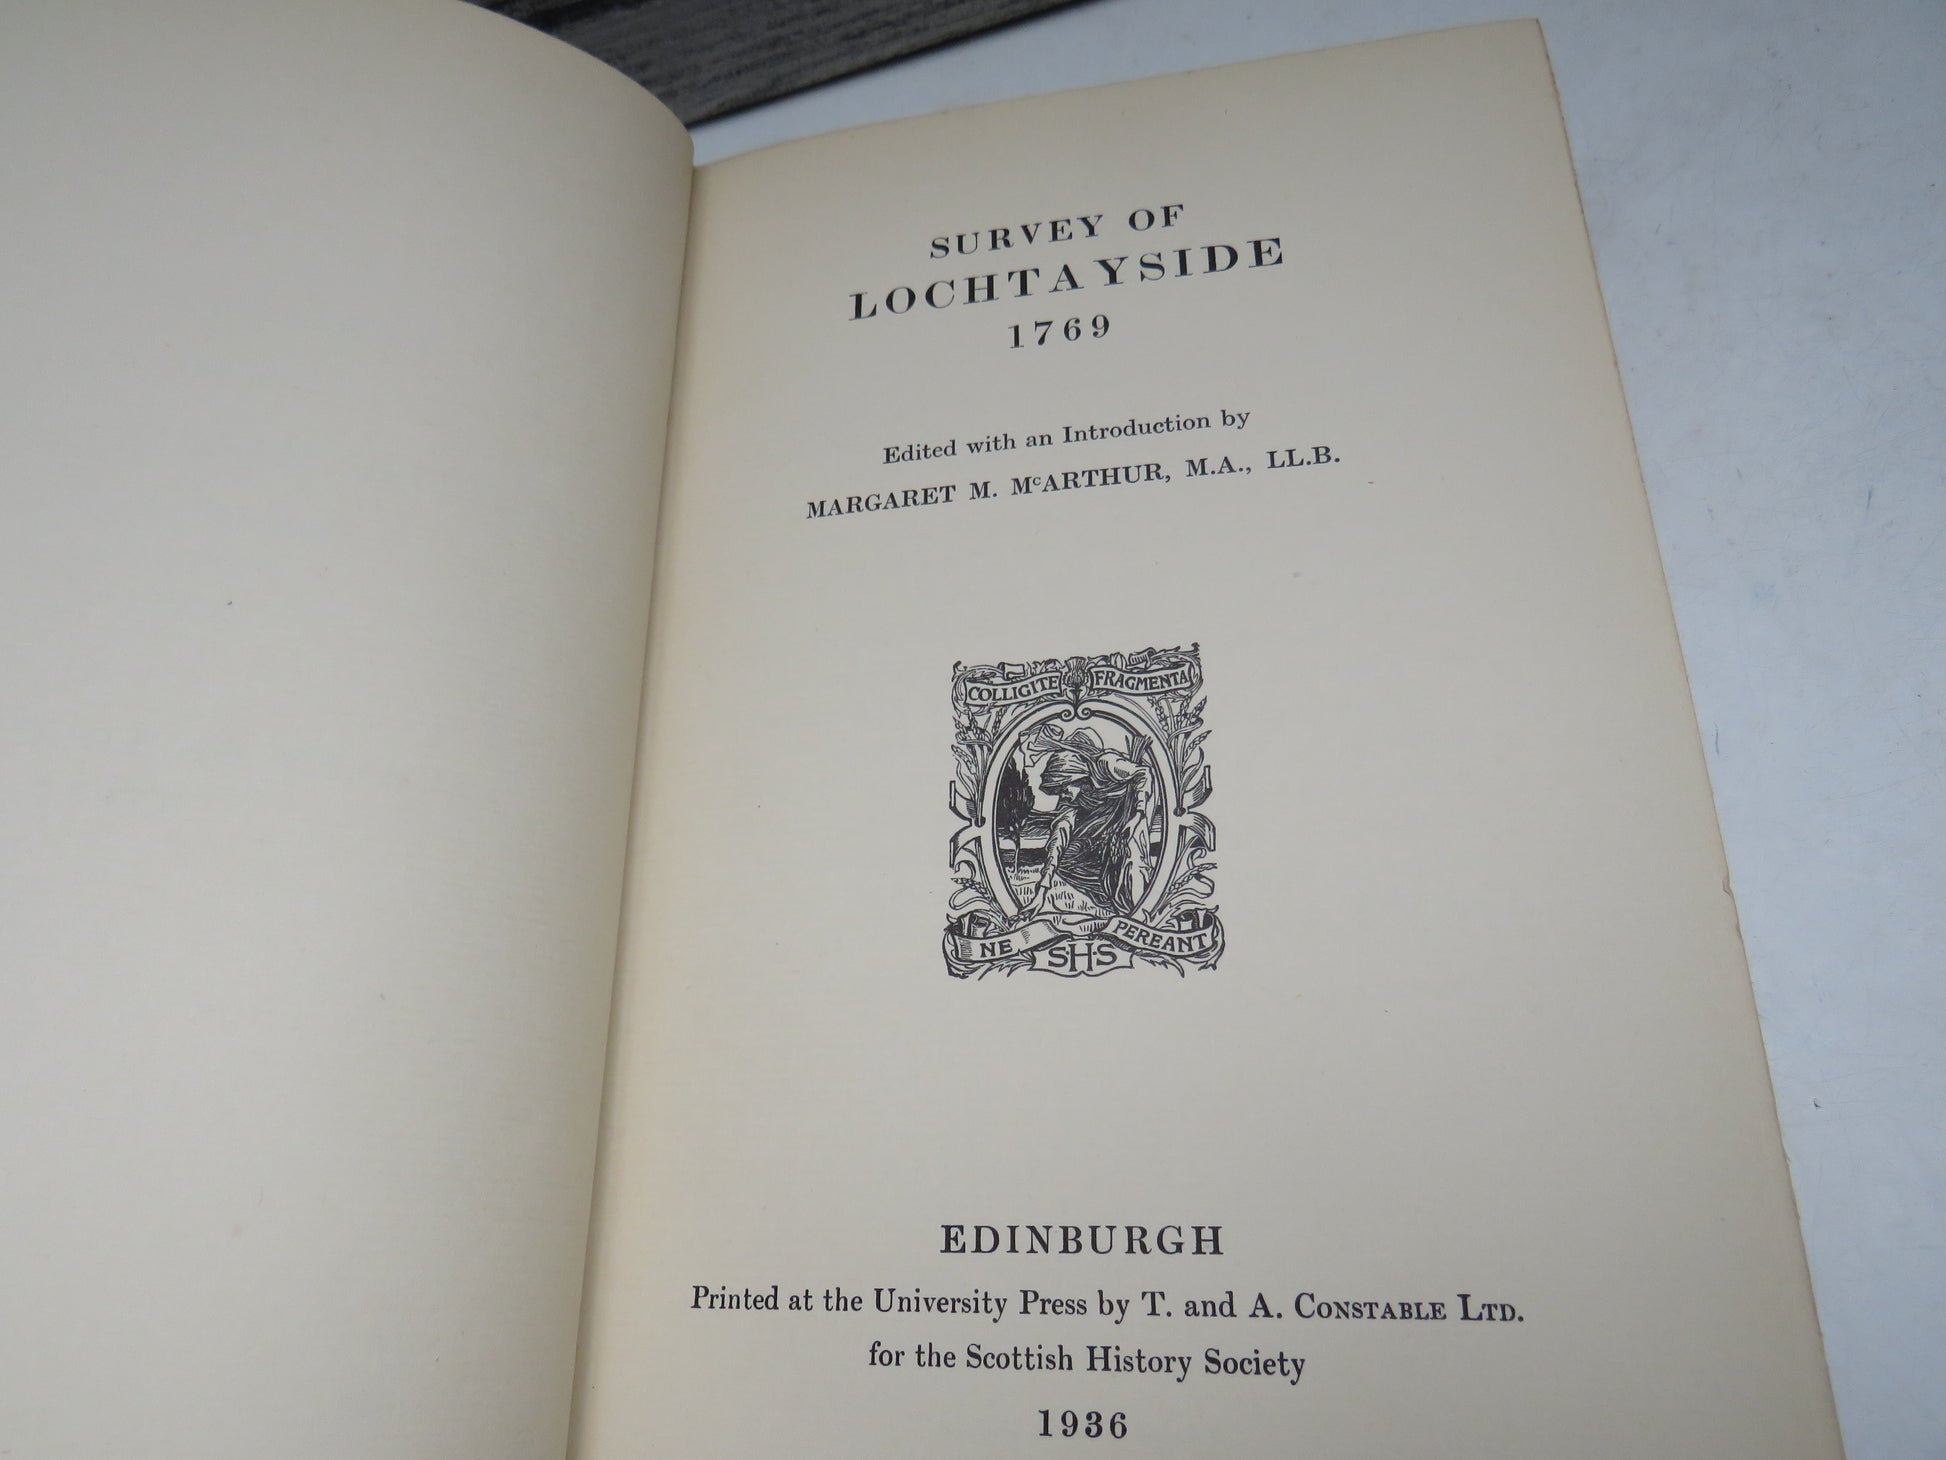 SURVEY OF
LOCHTAYSIDE
1769
Edited with an Introduction by
MARGARET M. MᶜARTHUR, M.A., LL.B.
COLLIGITE FRAGMENTA
NE PEREANT
S·H·S
EDINBURGH
Printed at the University Press by T. and A. CONSTABLE LTD.
for the Scottish History Society
1936